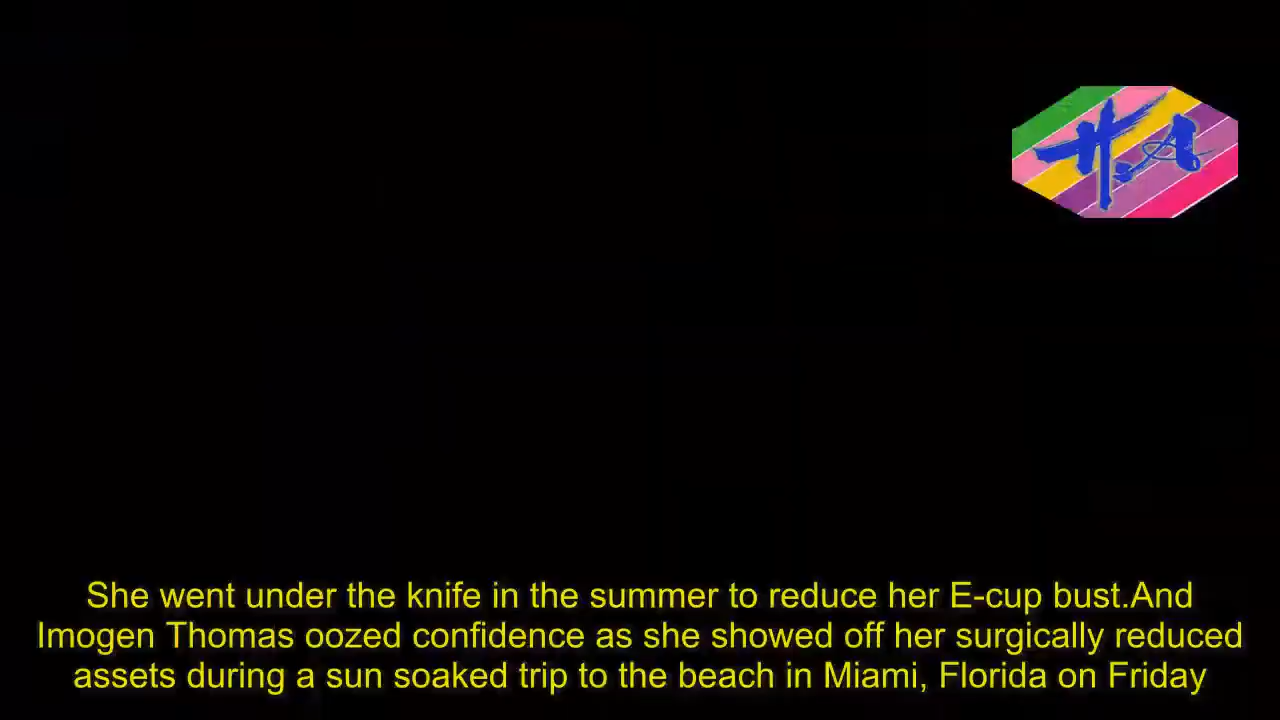 H.A
She went under the knife in the summer to reduce her E-cup bust.And
Imogen Thomas oozed confidence as she showed off her surgically reduced
assets during a sun soaked trip to the beach in Miami, Florida on Friday